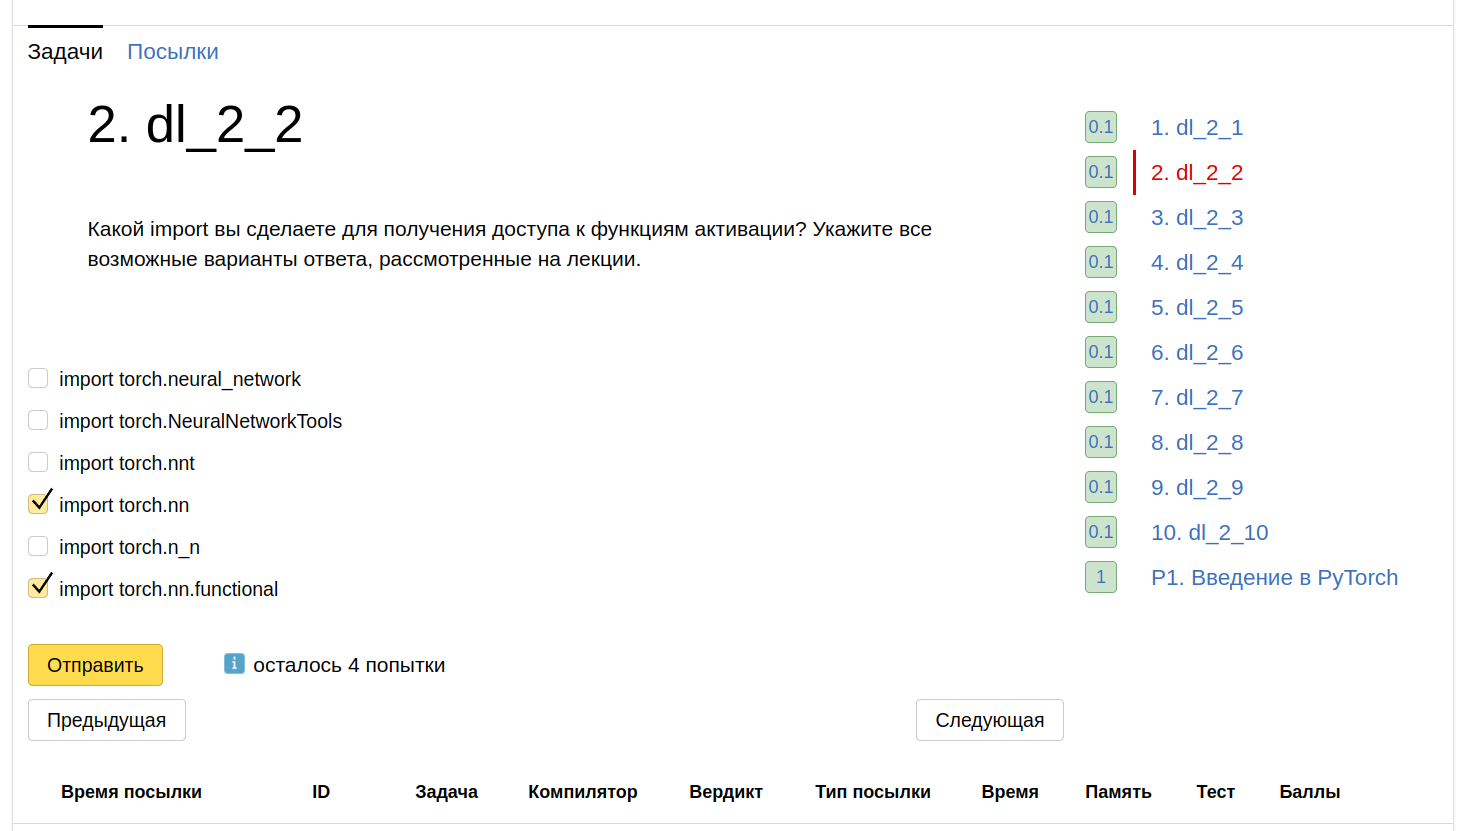 Задачи Посылки
2. dl_2_2
Какой import вы сделаете для получения доступа к функциям активации? Укажите все
возможные варианты ответа, рассмотренные на лекции.
import torch.neural_network
import torch.NeuralNetworkTools
import torch.nnt
import torch.nn
import torch.n_n
import torch.nn.functional
Отправить i осталось 4 попытки
Предыдущая Следующая
0.1 1. dl_2_1
0.1 2. dl_2_2
0.1 3. dl_2_3
0.1 4. dl_2_4
0.1 5. dl_2_5
0.1 6. dl_2_6
0.1 7. dl_2_7
0.1 8. dl_2_8
0.1 9. dl_2_9
0.1 10. dl_2_10
1 P1. Введение в PyTorch
Время посылки ID Задача Компилятор Вердикт Тип посылки Время Память Тест Баллы